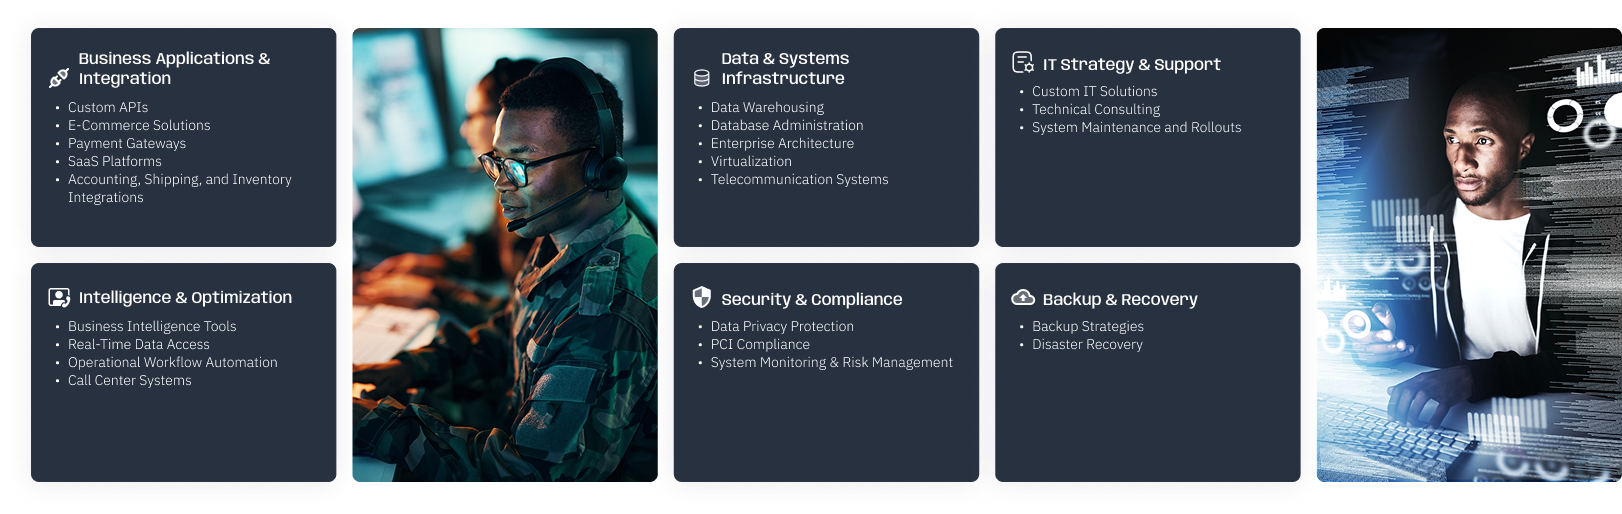 Business Applications &
Integration
• Custom APIs
• E-Commerce Solutions
• Payment Gateways
• SaaS Platforms
• Accounting, Shipping, and Inventory
Integrations
Intelligence & Optimization
• Business Intelligence Tools
• Real-Time Data Access
• Operational Workflow Automation
• Call Center Systems
Data & Systems
Infrastructure
• Data Warehousing
• Database Administration
• Enterprise Architecture
• Virtualization
• Telecommunication Systems
Security & Compliance
• Data Privacy Protection
• PCI Compliance
• System Monitoring & Risk Management
IT Strategy & Support
• Custom IT Solutions
• Technical Consulting
• System Maintenance and Rollouts
Backup & Recovery
• Backup Strategies
• Disaster Recovery